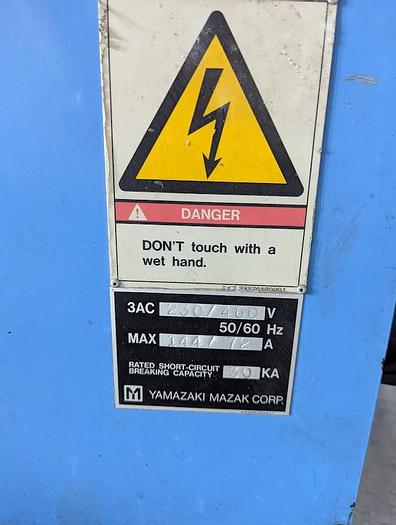 DANGER
DON'T touch with a
wet hand.
3AC 230/460 V
50/60 Hz
MAX 144/ 72 A
RATED SHORT-CIRCUIT
BREAKING CAPACITY 30 KA
M YAMAZAKI MAZAK CORP.